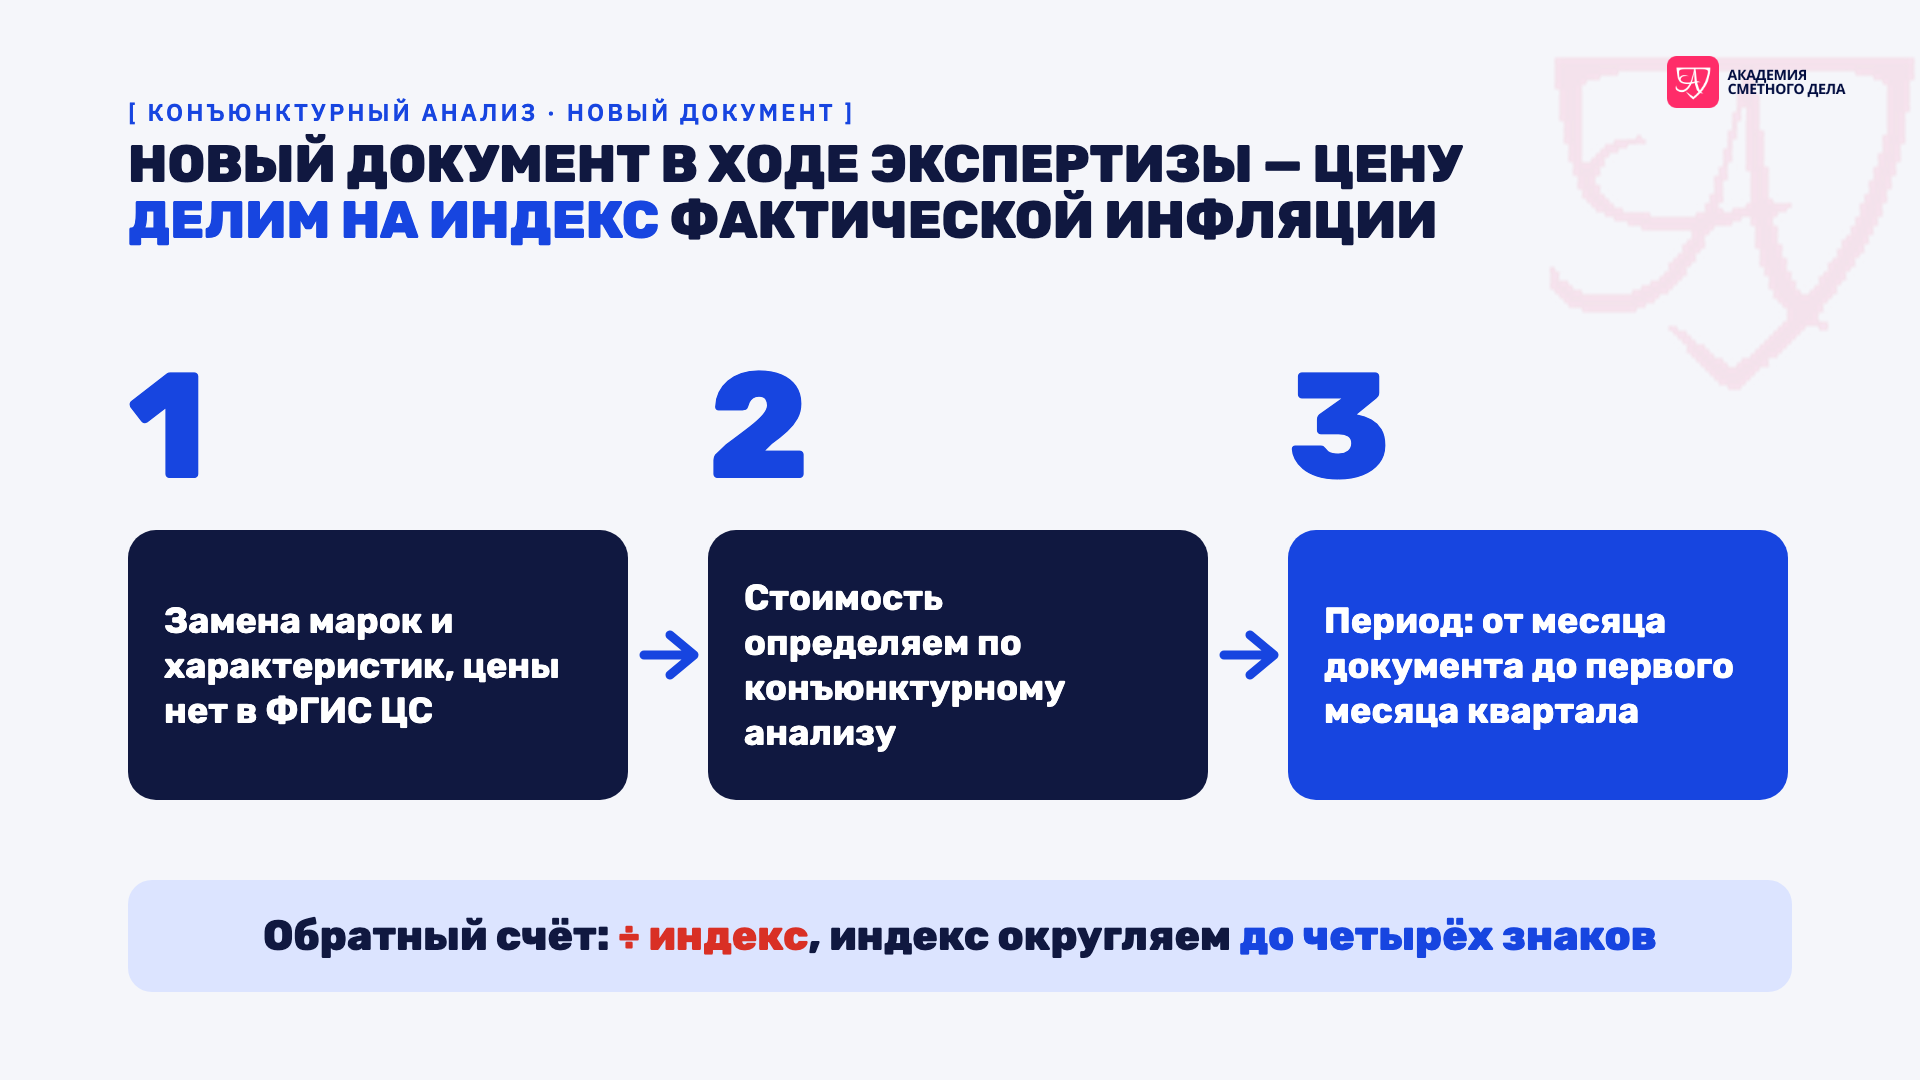 АКАДЕМИЯ
СМЕТНОГО ДЕЛА
[ КОНЪЮНКТУРНЫЙ АНАЛИЗ · НОВЫЙ ДОКУМЕНТ ]
НОВЫЙ ДОКУМЕНТ В ХОДЕ ЭКСПЕРТИЗЫ — ЦЕНУ
ДЕЛИМ НА ИНДЕКС ФАКТИЧЕСКОЙ ИНФЛЯЦИИ
1
Замена марок и
характеристик, цены
нет в ФГИС ЦС
2
Стоимость
определяем по
конъюнктурному
анализу
3
Период: от месяца
документа до первого
месяца квартала
Обратный счёт: ÷ индекс, индекс округляем до четырёх знаков